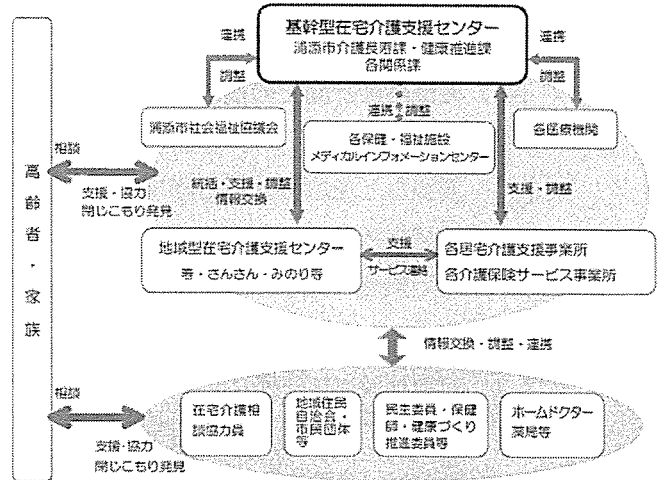 基幹型在宅介護支援センター
浦添市介護長寿課・健康推進課
各関係課
連携
調整
連携
調整
連携・調整
浦添市社会福祉協議会
各保健・福祉施設
メディカルインフォメーションセンター
各医療機関
高齢者・家族
相談
支援・協力
閉じこもり発見
統括・支援・調整
情報交換
支援・調整
地域型在宅介護支援センター
・さんさん・みのり等
支援
サービス連絡
各居宅介護支援事業所
各介護保険サービス事業所
情報交換・調整・連携
相談
支援・協力
閉じこもり発見
在宅介護相
談協力員
地域住民
自治会・
市民団体
等
民生委員・保健
師・健康づくり
推進委員等
ホームドクター
薬局等